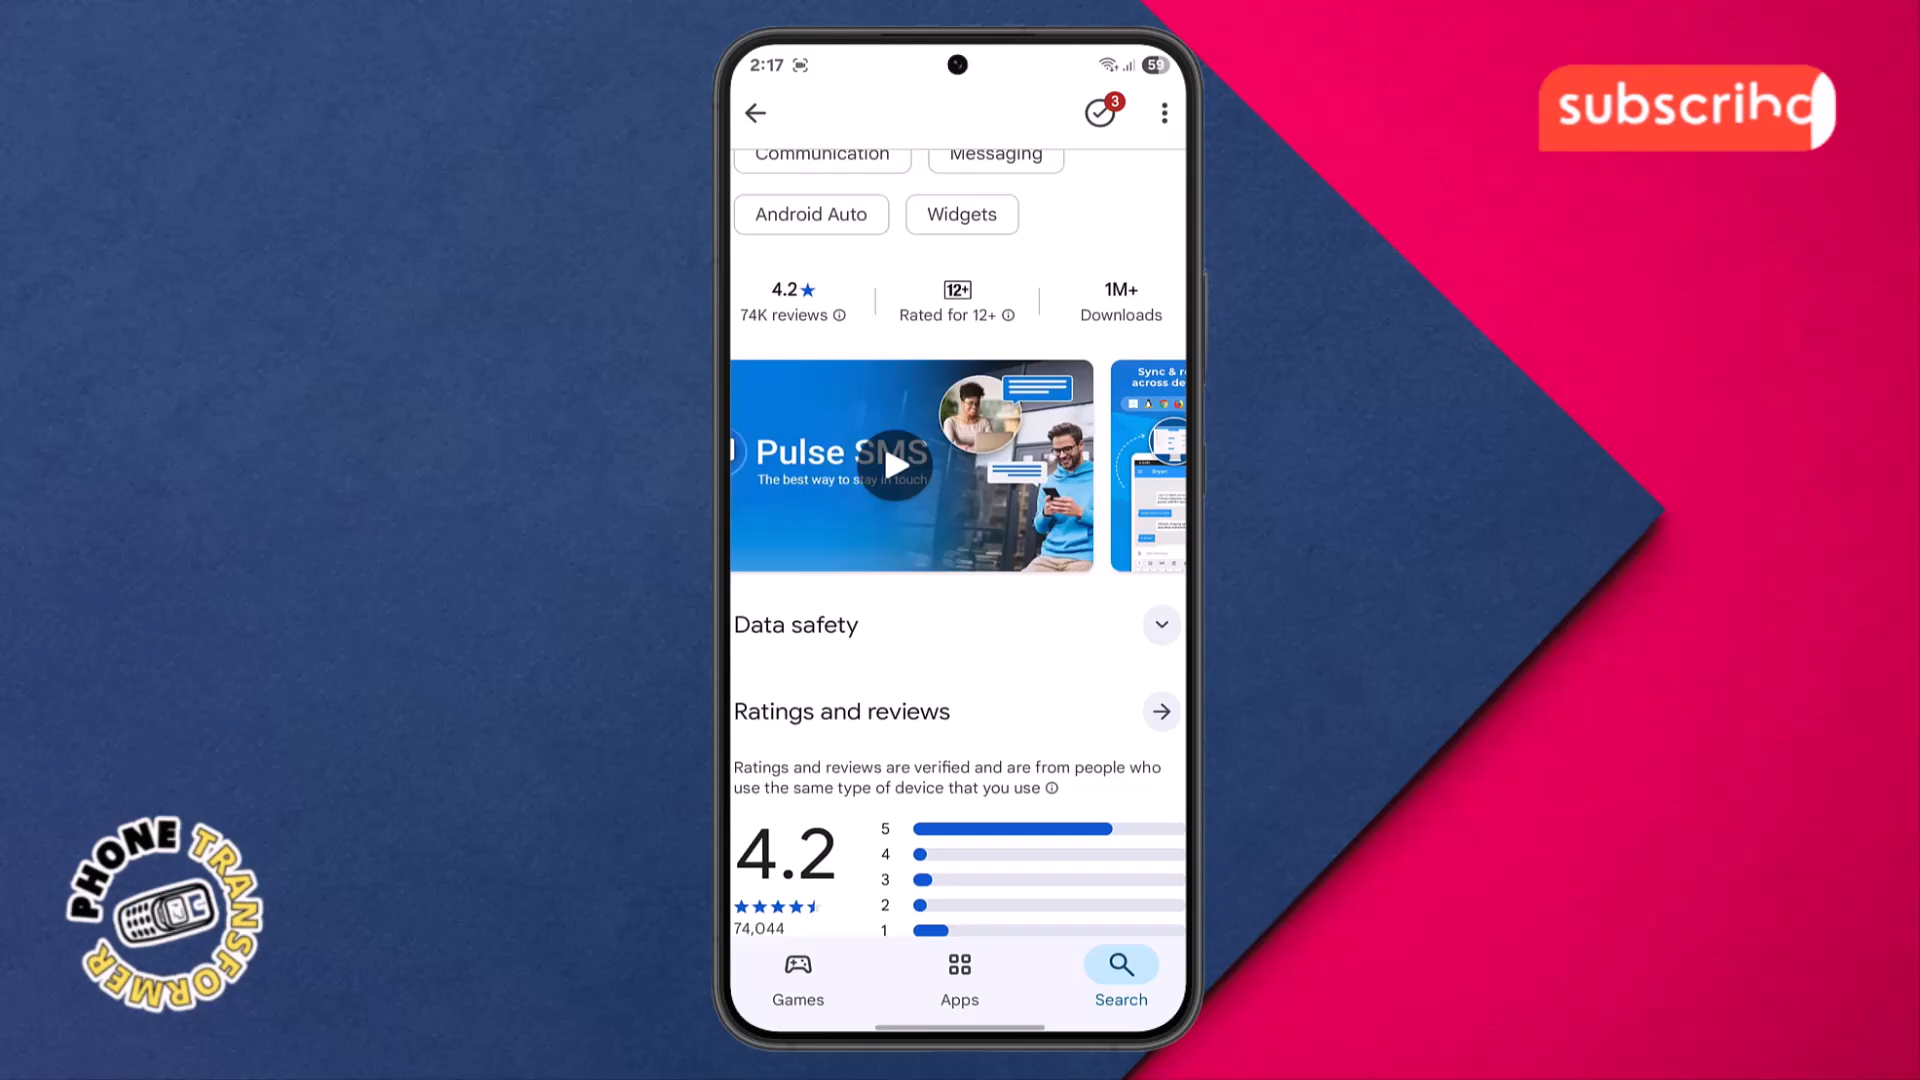 2:17
59
subscrib
3
Communication
Messaging
Android Auto
Widgets
4.2★
12+
1M+
74K reviews
Rated for 12+
Downloads
Pulse SMS
The best way to stay in touch
Sync & r
across de
Data safety
Ratings and reviews
Ratings and reviews are verified and are from people who
use the same type of device that you use
4.2
5
4
3
2
1
74,044
PHONE TRANSFORMER
Games
Apps
Search